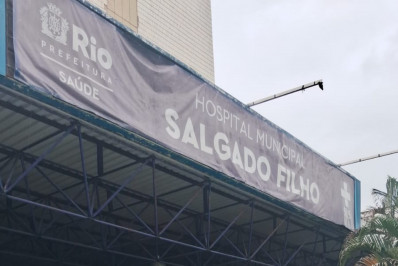 Rio
PREFEITURA
SAÚDE
HOSPITAL MUNICIPAL
SALGADO FILHO